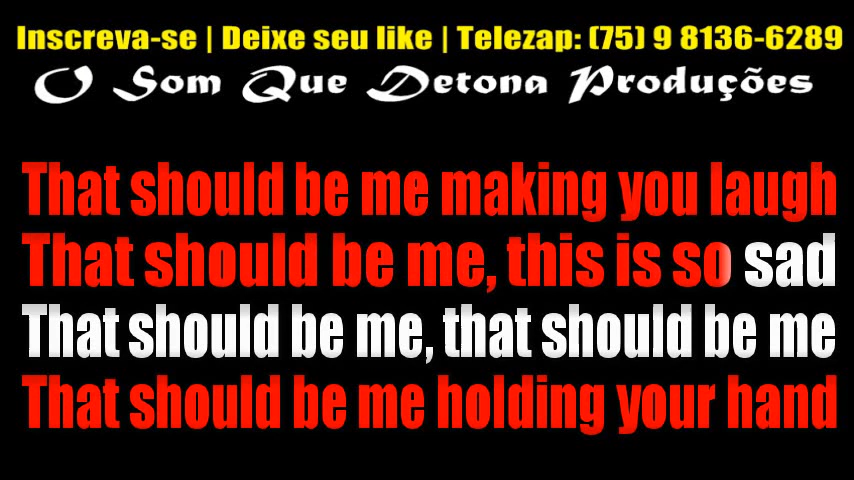 Inscreva-se | Deixe seu like | Telezap: (75) 9 8136-6289
O Som Que Detona Produções
That should be me making you laugh
That should be me, this is so sad
That should be me, that should be me
That should be me holding your hand